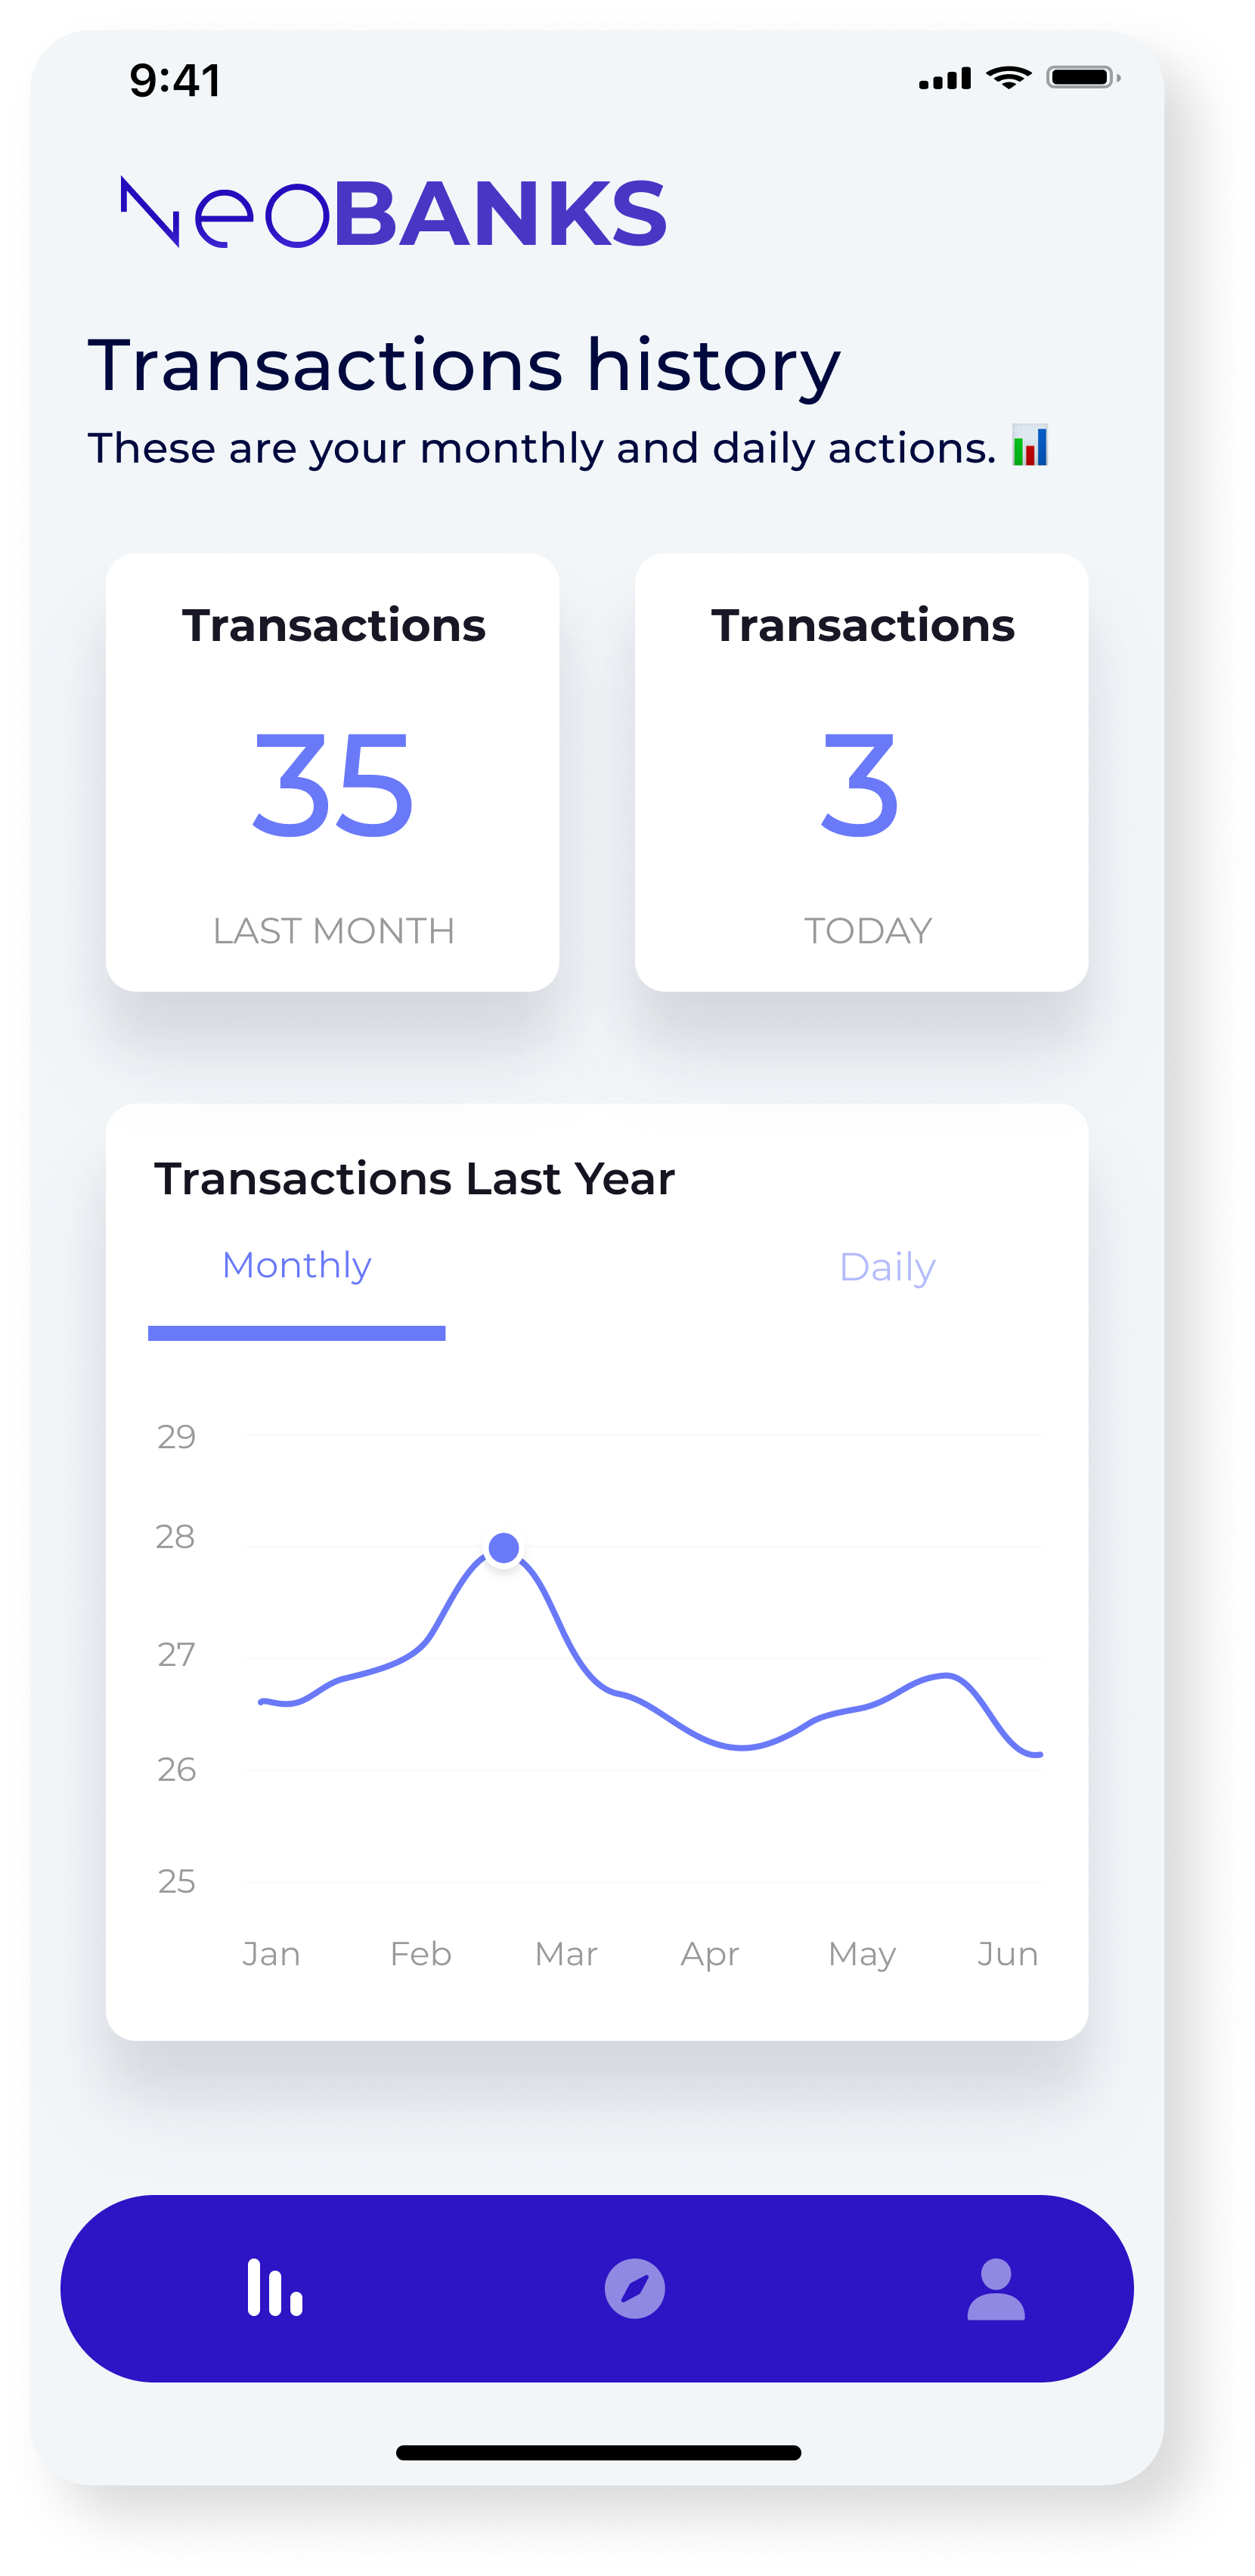 9:41
NeoBANKS
Transactions history
These are your monthly and daily actions. 📊
Transactions
35
LAST MONTH
Transactions
3
TODAY
Transactions Last Year
Monthly Daily
29
28
27
26
25
Jan Feb Mar Apr May Jun